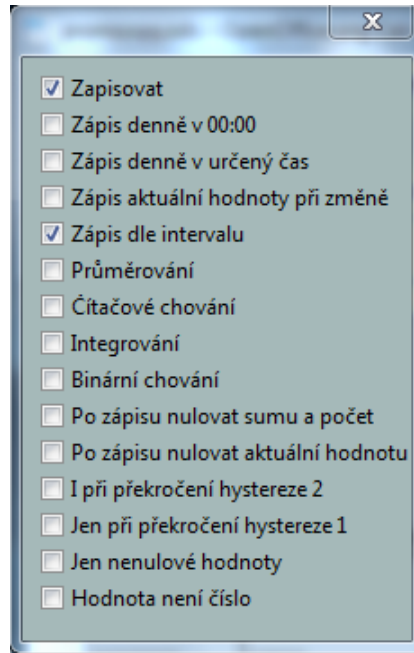 Zapisovat
Zápis denně v 00:00
Zápis denně v určený čas
Zápis aktuální hodnoty při změně
Zápis dle intervalu
Průměrování
Čítačové chování
Integrování
Binární chování
Po zápisu nulovat sumu a počet
Po zápisu nulovat aktuální hodnotu
I při překročení hystereze 2
Jen při překročení hystereze 1
Jen nenulové hodnoty
Hodnota není číslo